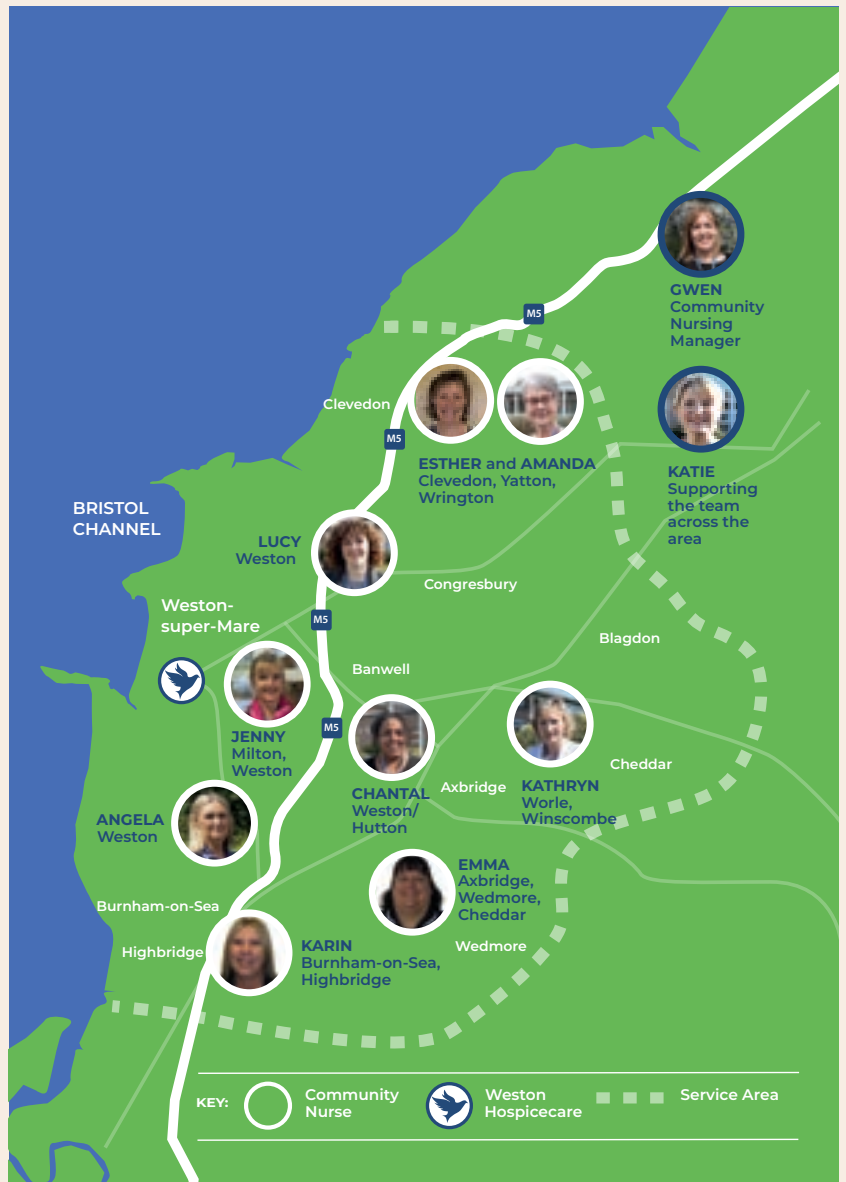 GWEN
Community
Nursing
Manager
M5
Clevedon
M5
ESTHER and AMANDA
Clevedon, Yatton,
Wrington
KATIE
Supporting
the team
across the
area
BRISTOL
CHANNEL
LUCY
Weston
Congresbury
Weston-
super-Mare
M5
Blagdon
Banwell
M5
JENNY
Milton,
Weston
Cheddar
Axbridge
CHANTAL
Weston/
Hutton
KATHRYN
Worle,
Winscombe
ANGELA
Weston
EMMA
Axbridge,
Wedmore,
Cheddar
Burnham-on-Sea
Highbridge
Wedmore
KARIN
Burnham-on-Sea,
Highbridge
KEY:
Community
Nurse
Weston
Hospicecare
Service Area